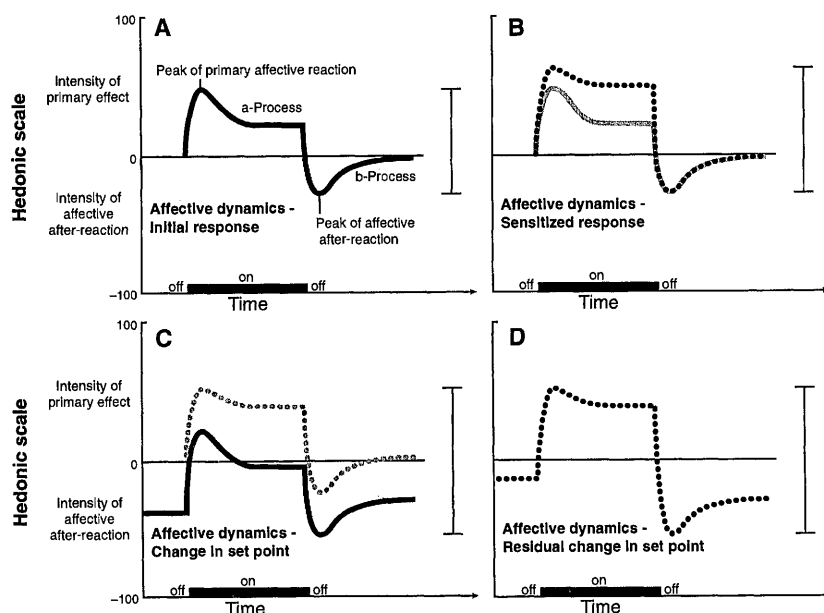 A
100
Hedonic scale
Intensity of
primary effect
Peak of primary affective reaction
a-Process
0
b-Process
Intensity of
affective
after-reaction
Affective dynamics -
Initial response
Peak of affective
after-reaction
off
on
off
−100
Time
B
Affective dynamics -
Sensitized response
off
on
off
Time
C
100
Hedonic scale
Intensity of
primary effect
0
Intensity of
affective
after-reaction
Affective dynamics -
Change in set point
off
on
off
−100
Time
D
Affective dynamics -
Residual change in set point
off
on
off
Time